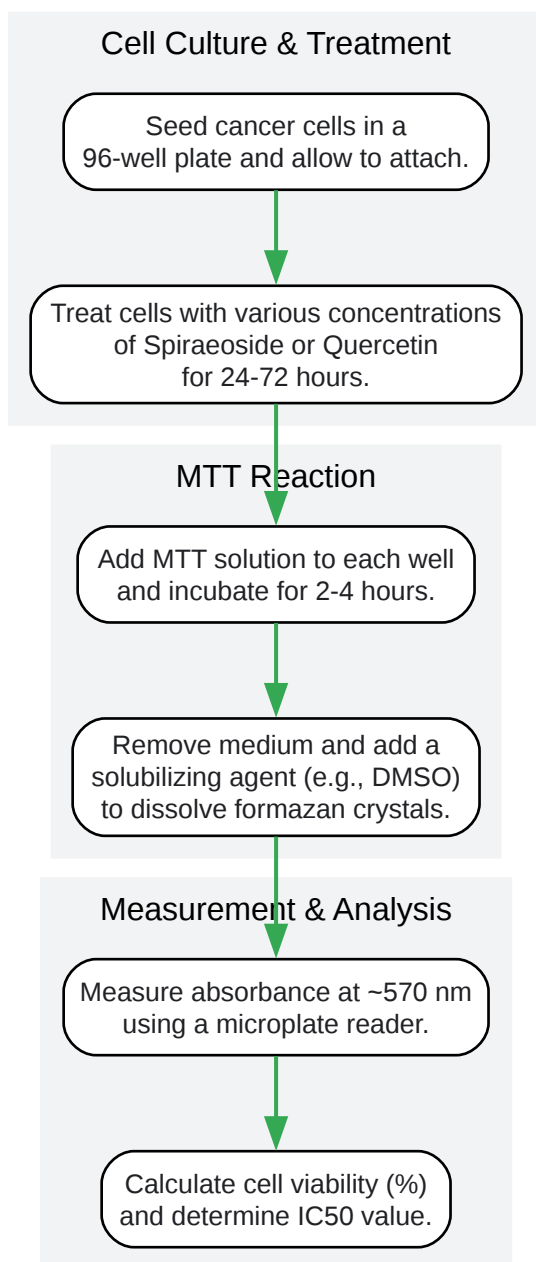 Cell Culture & Treatment
Seed cancer cells in a
96-well plate and allow to attach.
Treat cells with various concentrations
of Spiraeoside or Quercetin
for 24-72 hours.
MTT Reaction
Add MTT solution to each well
and incubate for 2-4 hours.
Remove medium and add a
solubilizing agent (e.g., DMSO)
to dissolve formazan crystals.
Measurement & Analysis
Measure absorbance at ~570 nm
using a microplate reader.
Calculate cell viability (%)
and determine IC50 value.